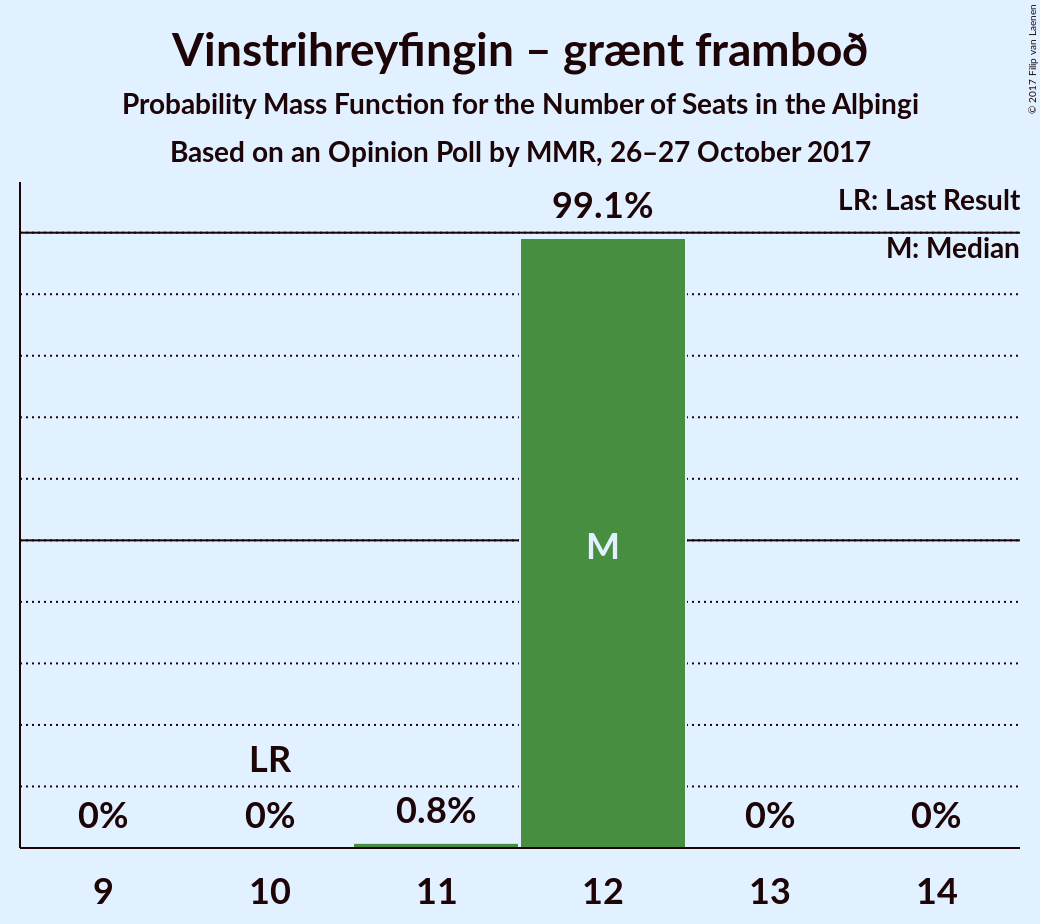 Vinstrihreyfingin – grænt framboð
Probability Mass Function for the Number of Seats in the Alþingi
Based on an Opinion Poll by MMR, 26–27 October 2017
© 2017 Filip van Laenen
LR: Last Result
M: Median
99.1%
M
LR
0%
0%
0.8%
0%
0%
9
10
11
12
13
14